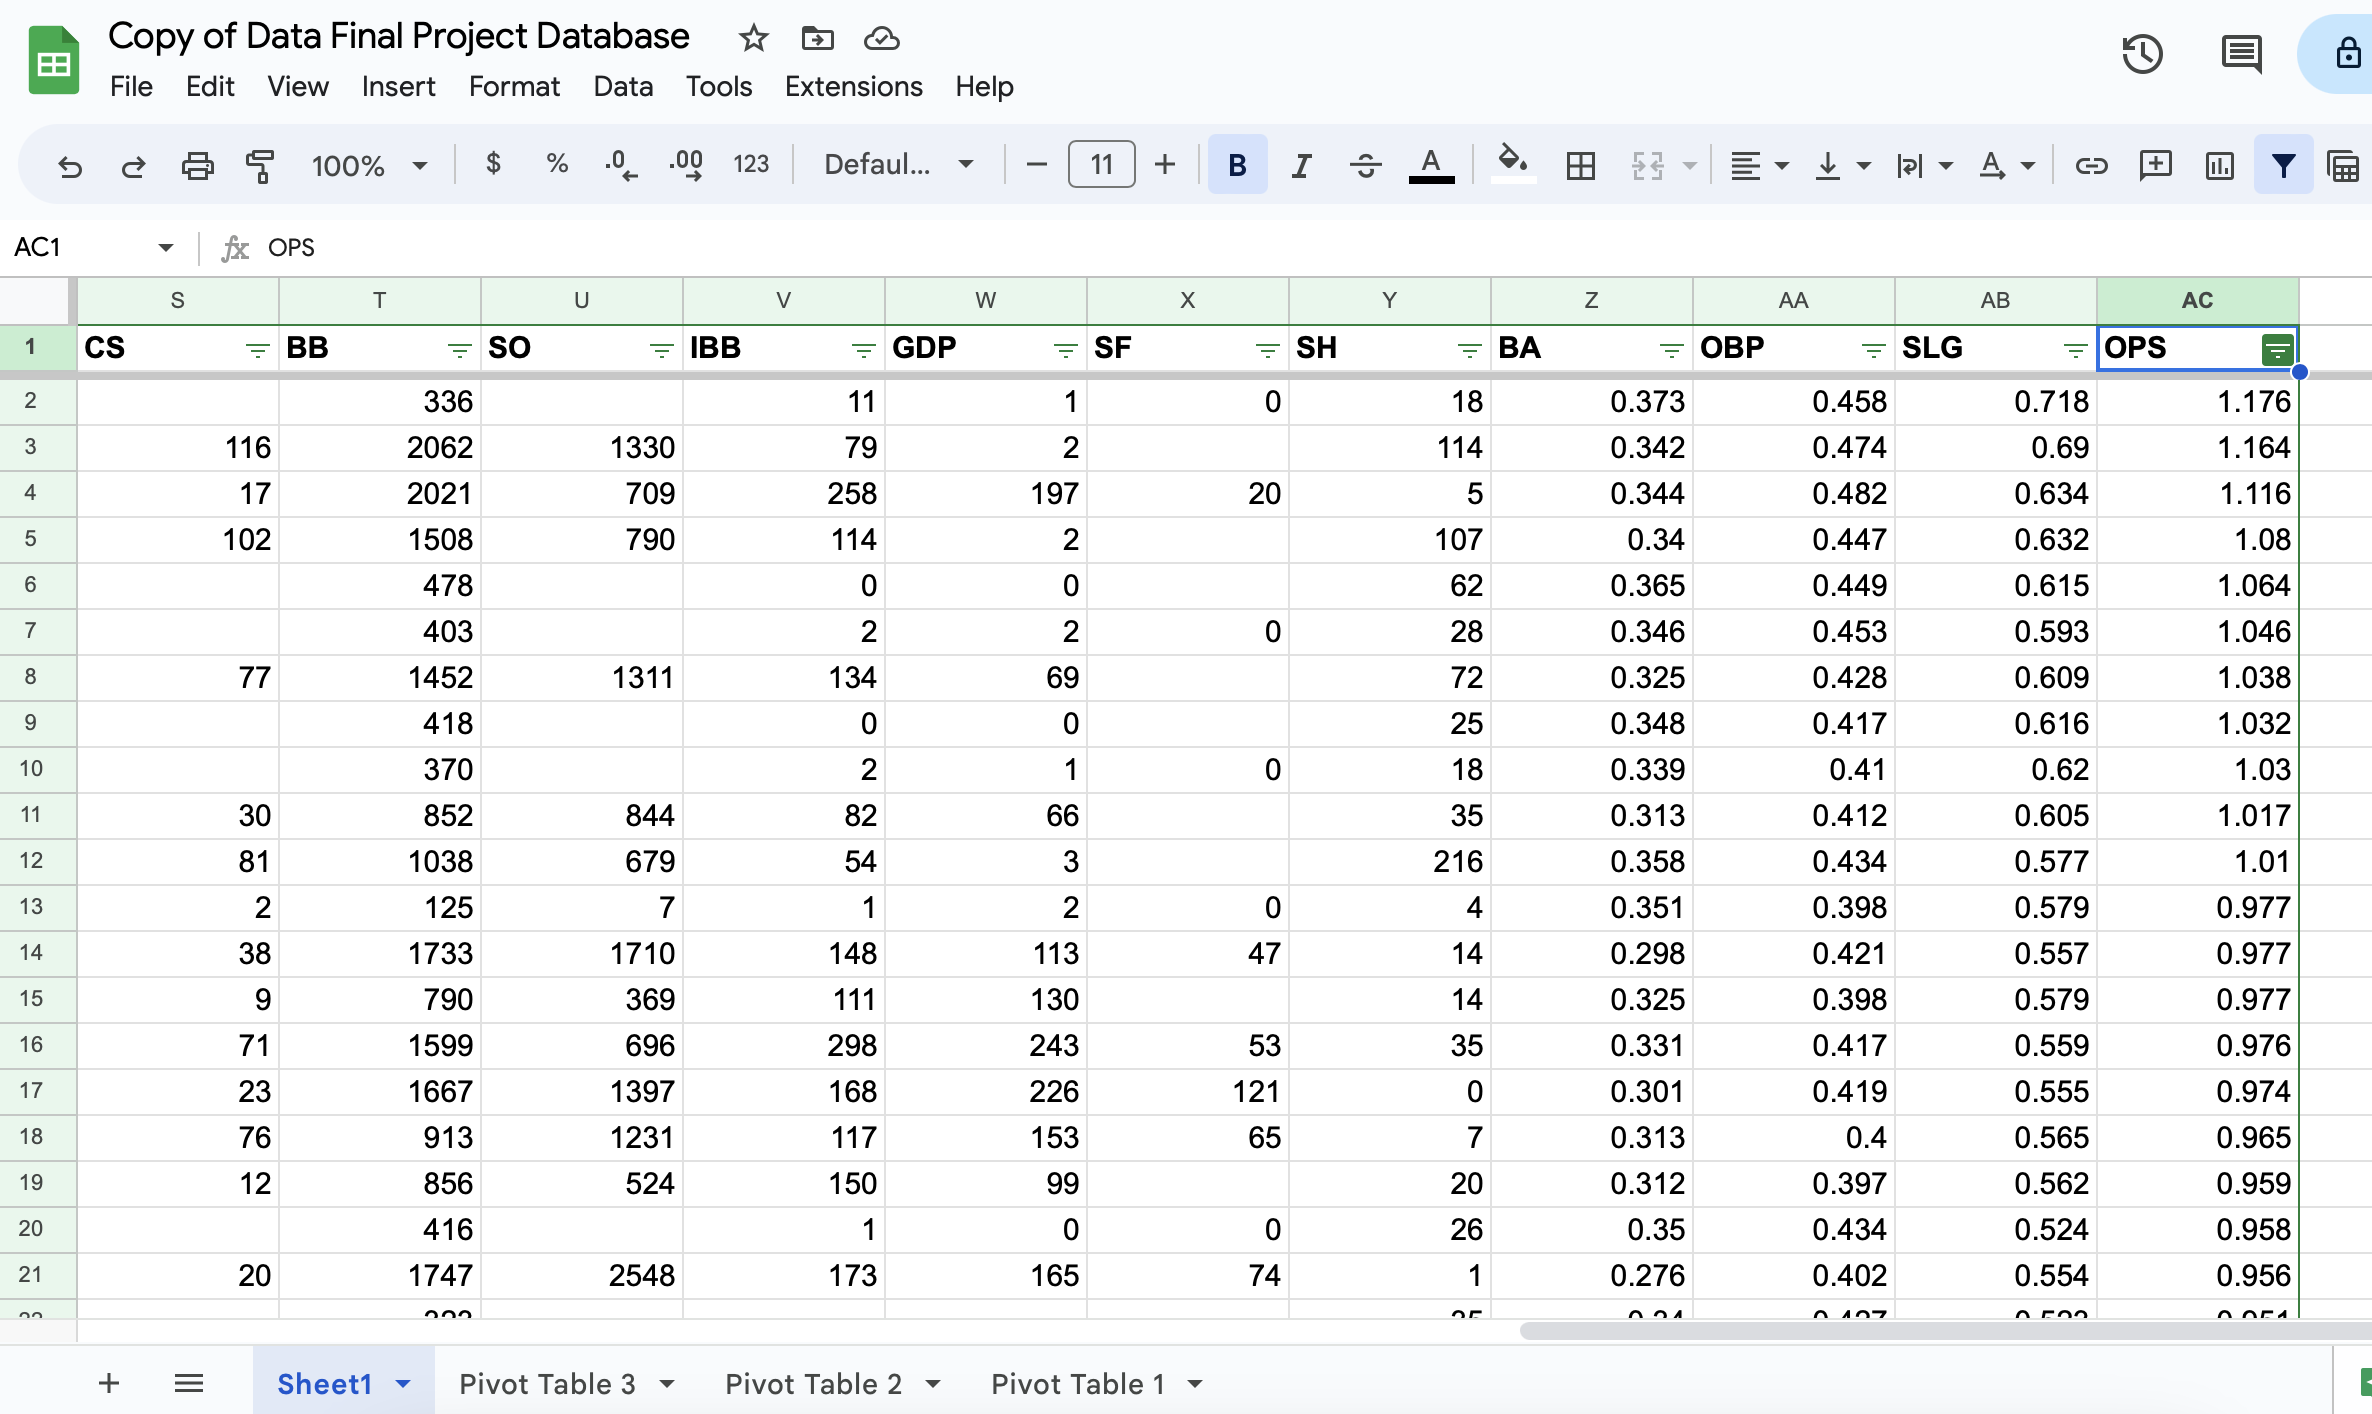 Copy of Data Final Project Database
File Edit View Insert Format Data Tools Extensions Help
100% $ % .0 .00 123 Defaul... 11 B I A A
AC1 fx OPS
S T U V W X Y Z AA AB AC
1 CS BB SO IBB GDP SF SH BA OBP SLG OPS
2 336 11 1 0 18 0.373 0.458 0.718 1.176
3 116 2062 1330 79 2 114 0.342 0.474 0.69 1.164
4 17 2021 709 258 197 20 5 0.344 0.482 0.634 1.116
5 102 1508 790 114 2 107 0.34 0.447 0.632 1.08
6 478 0 0 62 0.365 0.449 0.615 1.064
7 403 2 2 0 28 0.346 0.453 0.593 1.046
8 77 1452 1311 134 69 72 0.325 0.428 0.609 1.038
9 418 0 0 25 0.348 0.417 0.616 1.032
10 370 2 1 0 18 0.339 0.41 0.62 1.03
11 30 852 844 82 66 35 0.313 0.412 0.605 1.017
12 81 1038 679 54 3 216 0.358 0.434 0.577 1.01
13 2 125 7 1 2 0 4 0.351 0.398 0.579 0.977
14 38 1733 1710 148 113 47 14 0.298 0.421 0.557 0.977
15 9 790 369 111 130 14 0.325 0.398 0.579 0.977
16 71 1599 696 298 243 53 35 0.331 0.417 0.559 0.976
17 23 1667 1397 168 226 121 0 0.301 0.419 0.555 0.974
18 76 913 1231 117 153 65 7 0.313 0.4 0.565 0.965
19 12 856 524 150 99 20 0.312 0.397 0.562 0.959
20 416 1 0 0 26 0.35 0.434 0.524 0.958
21 20 1747 2548 173 165 74 1 0.276 0.402 0.554 0.956
Sheet1 Pivot Table 3 Pivot Table 2 Pivot Table 1